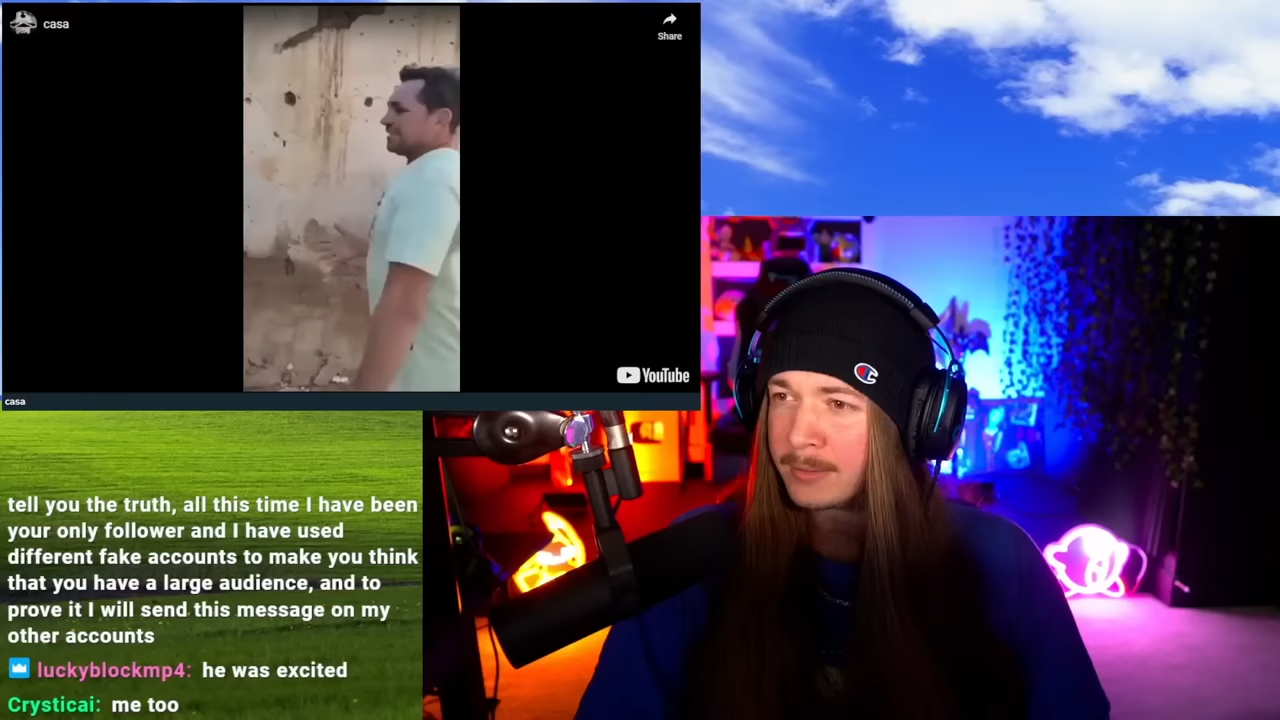 casa
Share
YouTube
casa
tell you the truth, all this time I have been
your only follower and I have used
different fake accounts to make you think
that you have a large audience, and to
prove it I will send this message on my
other accounts
luckyblockmp4: he was excited
Crysticai: me too